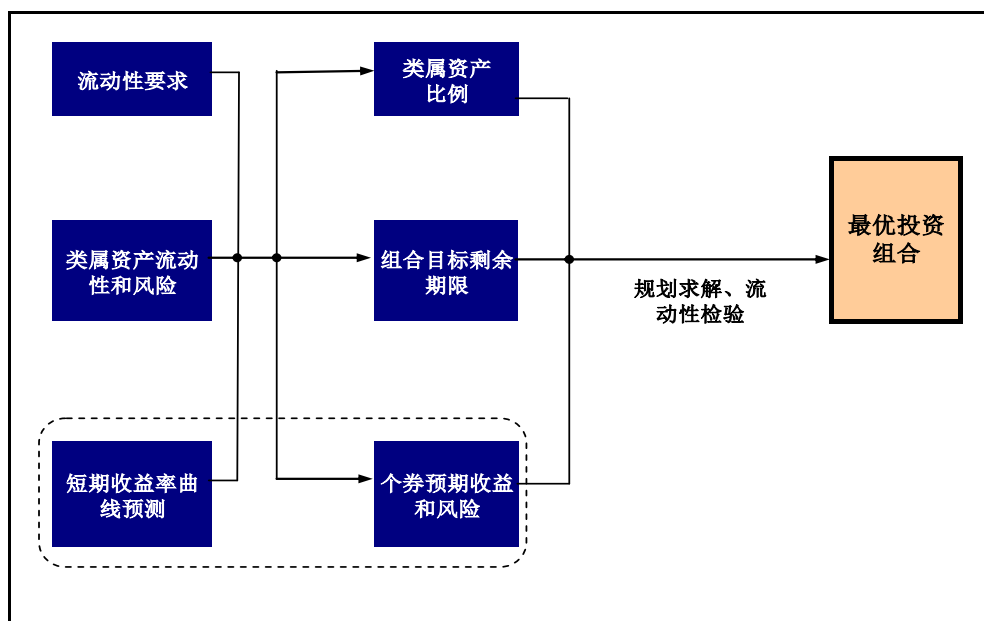 流动性要求
类属资产
比例
类属资产流动
性和风险
组合目标剩余
期限
最优投资
组合
规划求解、流
动性检验
短期收益率曲
线预测
个券预期收益
和风险